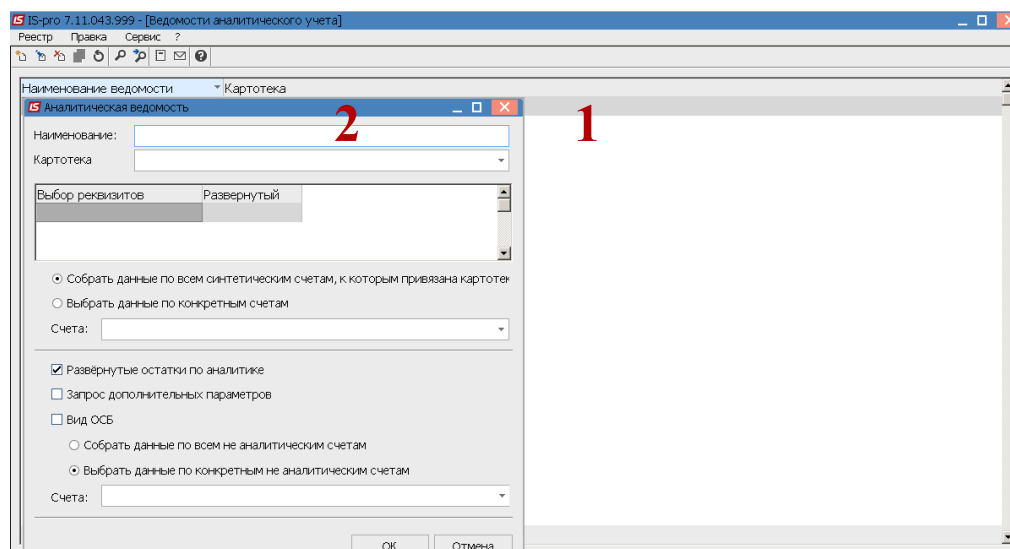 IS-pro 7.11.043.999 - [Ведомости аналитического учета]
Реестр Правка Сервис ?
Наименование ведомости Картотека
Аналитическая ведомость
2
1
Наименование:
Картотека
Выбор реквизитов Развернутый
Собрать данные по всем синтетическим счетам, к которым привязана картотек
Выбрать данные по конкретным счетам
Счета:
Развёрнутые остатки по аналитике
Запрос дополнительных параметров
Вид ОСБ
Собрать данные по всем не аналитическим счетам
Выбрать данные по конкретным не аналитическим счетам
Счета:
ОК Отмена